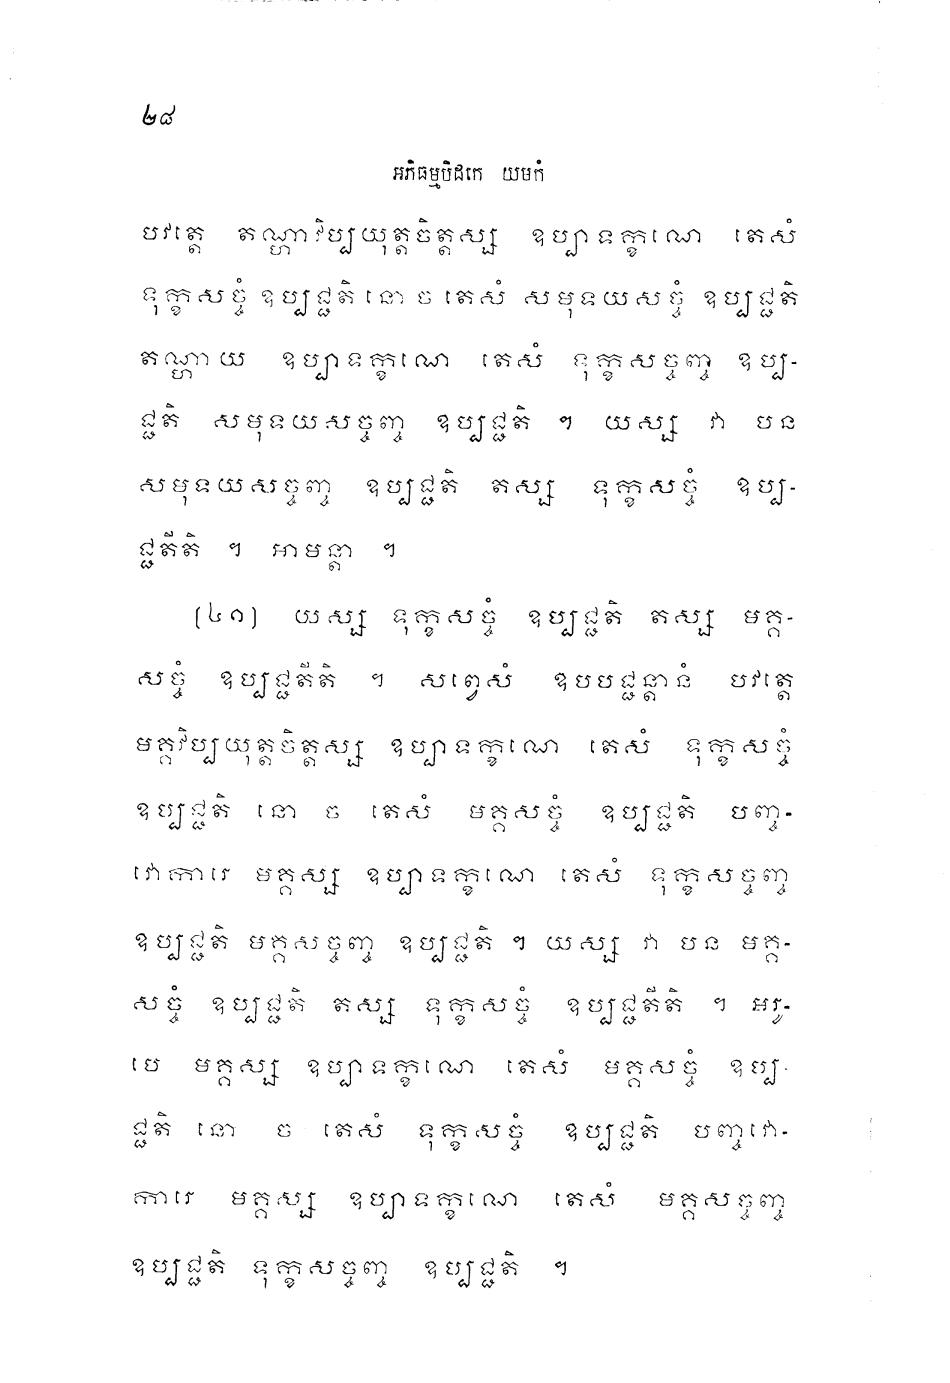 ២៨
អភិធម្មបិដកេ យមកំ
បវត្តេ តណ្ហាវិប្បយុត្តចិត្តស្ស ឧប្បាទក្ខណេ តេសំ
ទុក្ខសច្ចំ ឧប្បជ្ជតិ នោ ច តេសំ សមុទយសច្ចំ ឧប្បជ្ជតិ
តណ្ហាយ ឧប្បាទក្ខណេ តេសំ ទុក្ខសច្ចញ្ច ឧប្ប-
ជ្ជតិ សមុទយសច្ចញ្ច ឧប្បជ្ជតិ ។ យស្ស វា បន
សមុទយសច្ចញ្ច ឧប្បជ្ជតិ តស្ស ទុក្ខសច្ចំ ឧប្ប-
ជ្ជតីតិ ។ អាមន្តា ។
(៤១) យស្ស ទុក្ខសច្ចំ ឧប្បជ្ជតិ តស្ស មគ្គ-
សច្ចំ ឧប្បជ្ជតីតិ ។ សព្វេសំ ឧបបជ្ជន្តានំ បវត្តេ
មគ្គវិប្បយុត្តចិត្តស្ស ឧប្បាទក្ខណេ តេសំ ទុក្ខសច្ចំ
ឧប្បជ្ជតិ នោ ច តេសំ មគ្គសច្ចំ ឧប្បជ្ជតិ បញ្ច-
វោការេ មគ្គស្ស ឧប្បាទក្ខណេ តេសំ ទុក្ខសច្ចញ្ច
ឧប្បជ្ជតិ មគ្គសច្ចញ្ច ឧប្បជ្ជតិ ។ យស្ស វា បន មគ្គ-
សច្ចំ ឧប្បជ្ជតិ តស្ស ទុក្ខសច្ចំ ឧប្បជ្ជតីតិ ។ អរូ-
បេ មគ្គស្ស ឧប្បាទក្ខណេ តេសំ មគ្គសច្ចំ ឧប្ប-
ជ្ជតិ នោ ច តេសំ ទុក្ខសច្ចំ ឧប្បជ្ជតិ បញ្ចវោ-
ការេ មគ្គស្ស ឧប្បាទក្ខណេ តេសំ មគ្គសច្ចញ្ច
ឧប្បជ្ជតិ ទុក្ខសច្ចញ្ច ឧប្បជ្ជតិ ។